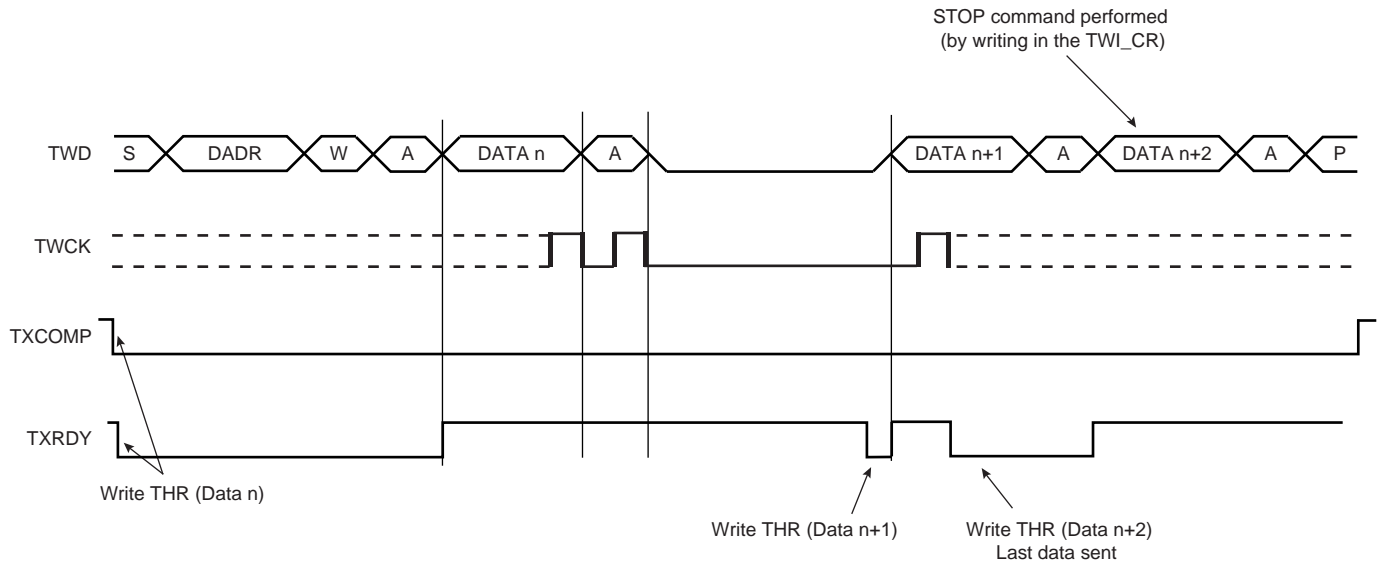 STOP command performed
(by writing in the TWI_CR)
TWD S DADR W A DATA n A DATA n+1 A DATA n+2 A P
TWCK
TXCOMP
TXRDY
Write THR (Data n)
Write THR (Data n+1) Write THR (Data n+2)
Last data sent